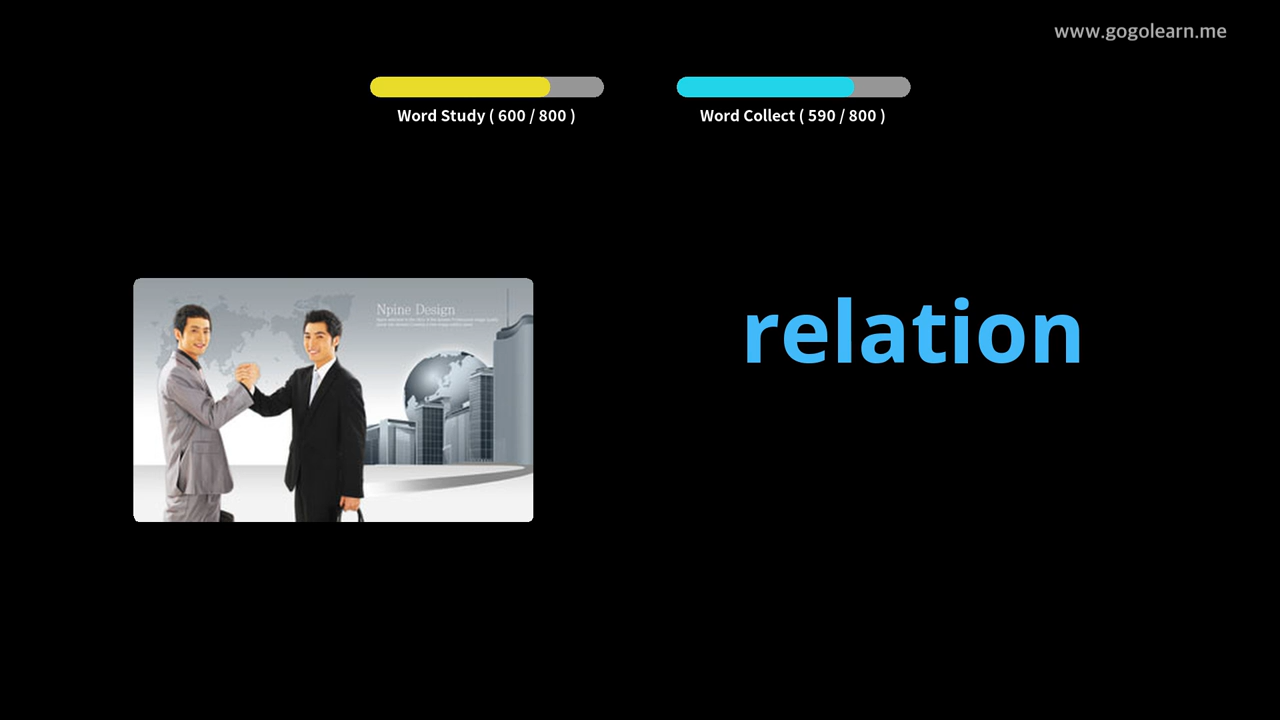 www.gogolearn.me
Word Study ( 600 / 800 )
Word Collect ( 590 / 800 )
Npine Design
relation